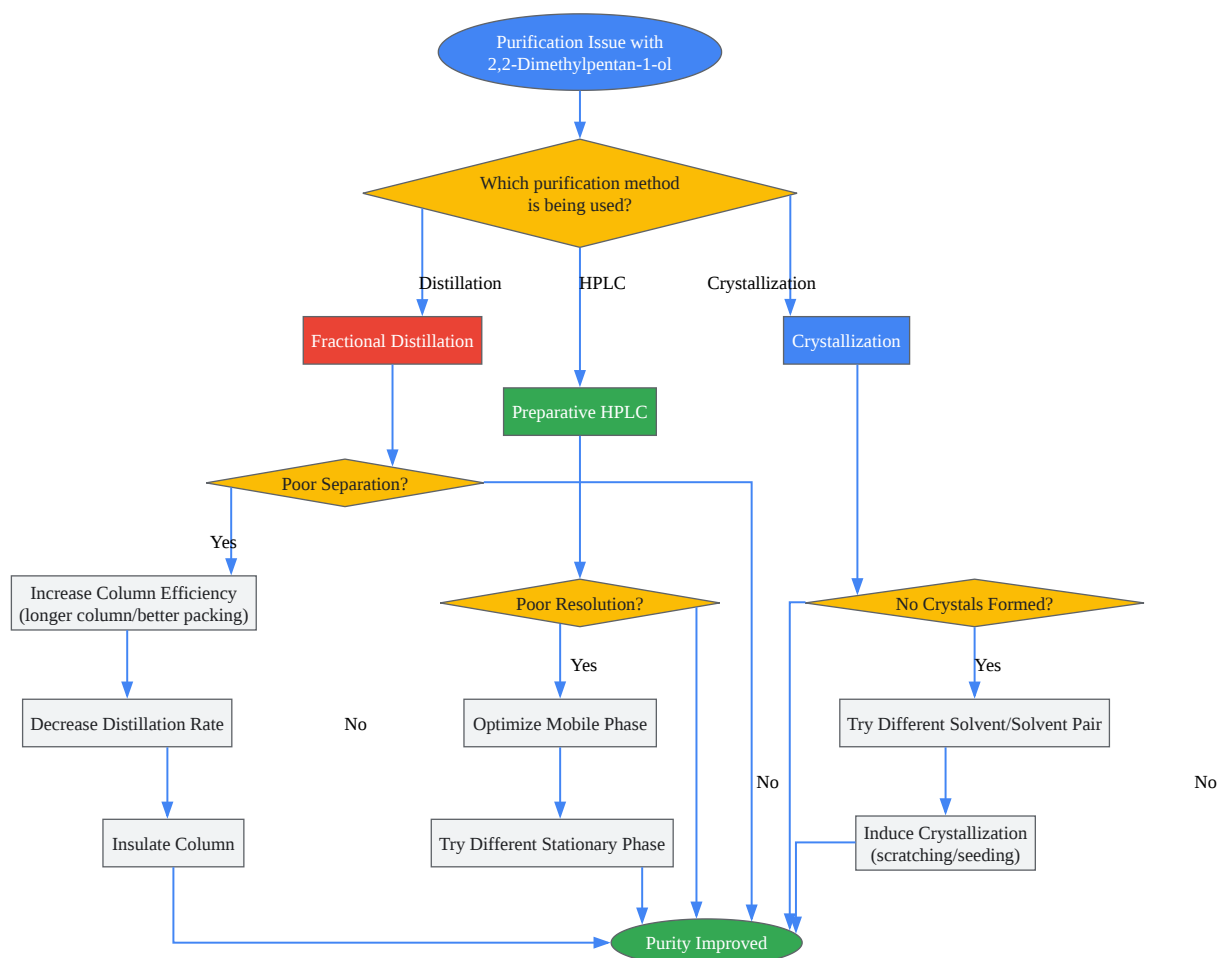 Purification Issue with
2,2-Dimethylpentan-1-ol
Which purification method
is being used?
Distillation
HPLC
Crystallization
Fractional Distillation
Crystallization
Preparative HPLC
Poor Separation?
Yes
Increase Column Efficiency
(longer column/better packing)
Poor Resolution?
No Crystals Formed?
Yes
Yes
Decrease Distillation Rate
No
Optimize Mobile Phase
Try Different Solvent/Solvent Pair
No
No
Insulate Column
Try Different Stationary Phase
Induce Crystallization
(scratching/seeding)
Purity Improved